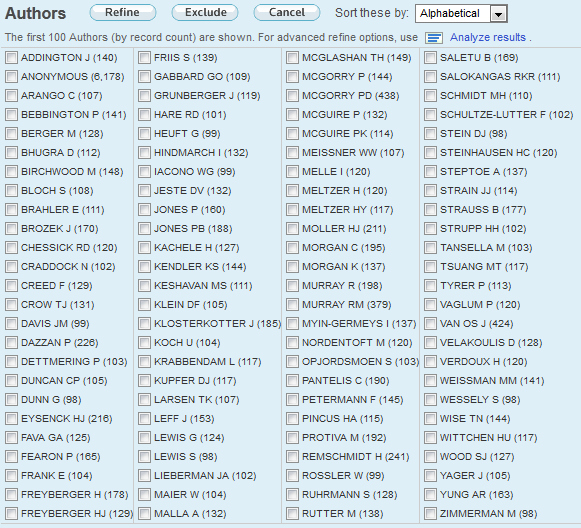 Authors Refine Exclude Cancel Sort these by: Alphabetical
The first 100 Authors (by record count) are shown. For advanced refine options, use Analyze results .
ADDINGTON J (140)
ANONYMOUS (6,178)
ARANGO C (107)
BEBBINGTON P (141)
BERGER M (128)
BHUGRA D (112)
BIRCHWOOD M (148)
BLOCH S (108)
BRAHLER E (111)
BROZEK J (170)
CHESSICK RD (120)
CRADDOCK N (102)
CREED F (129)
CROW TJ (131)
DAVIS JM (99)
DAZZAN P (226)
DETTMERING P (103)
DUNCAN CP (105)
DUNN G (98)
EYSENCK HJ (216)
FAVA GA (125)
FEARON P (165)
FRANK E (104)
FREYBERGER H (178)
FREYBERGER HJ (129)
FRIIS S (139)
GABBARD GO (109)
GRUNBERGER J (119)
HARE RD (101)
HEUFT G (99)
HINDMARCH I (132)
IACONO WG (99)
JESTE DV (132)
JONES P (160)
JONES PB (188)
KACHELE H (127)
KENDLER KS (144)
KESHAVAN MS (111)
KLEIN DF (105)
KLOSTERKOTTER J (185)
KOCH U (104)
KRABBENDAM L (117)
KUPFER DJ (117)
LARSEN TK (107)
LEFF J (153)
LEWIS G (124)
LEWIS S (98)
LIEBERMAN JA (102)
MAIER W (104)
MALLA A (132)
MCGLASHAN TH (149)
MCGORRY P (144)
MCGORRY PD (438)
MCGUIRE P (132)
MCGUIRE PK (114)
MEISSNER WW (107)
MELLE I (120)
MELTZER H (120)
MELTZER HY (117)
MOLLER HJ (211)
MORGAN C (195)
MORGAN K (137)
MURRAY R (198)
MURRAY RM (379)
MYIN-GERMEYS I (137)
NORDENTOFT M (120)
OPJORDSMOEN S (103)
PANTELIS C (190)
PETERMANN F (145)
PINCUS HA (115)
PROTIVA M (192)
REMSCHMIDT H (241)
ROSSLER W (99)
RUHRMANN S (128)
RUTTER M (138)
SALETU B (169)
SALOKANGAS RKR (111)
SCHMIDT MH (110)
SCHULTZE-LUTTER F (102)
STEIN DJ (98)
STEINHAUSEN HC (120)
STEPTOE A (137)
STRAIN JJ (114)
STRAUSS B (177)
STRUPP HH (102)
TANSELLA M (103)
TSUANG MT (117)
TYRER P (113)
VAGLUM P (120)
VAN OS J (424)
VELAKOULIS D (128)
VERDOUX H (120)
WEISSMAN MM (141)
WESSELY S (98)
WISE TN (144)
WITTCHEN HU (117)
WOOD SJ (127)
YAGER J (105)
YUNG AR (163)
ZIMMERMAN M (98)